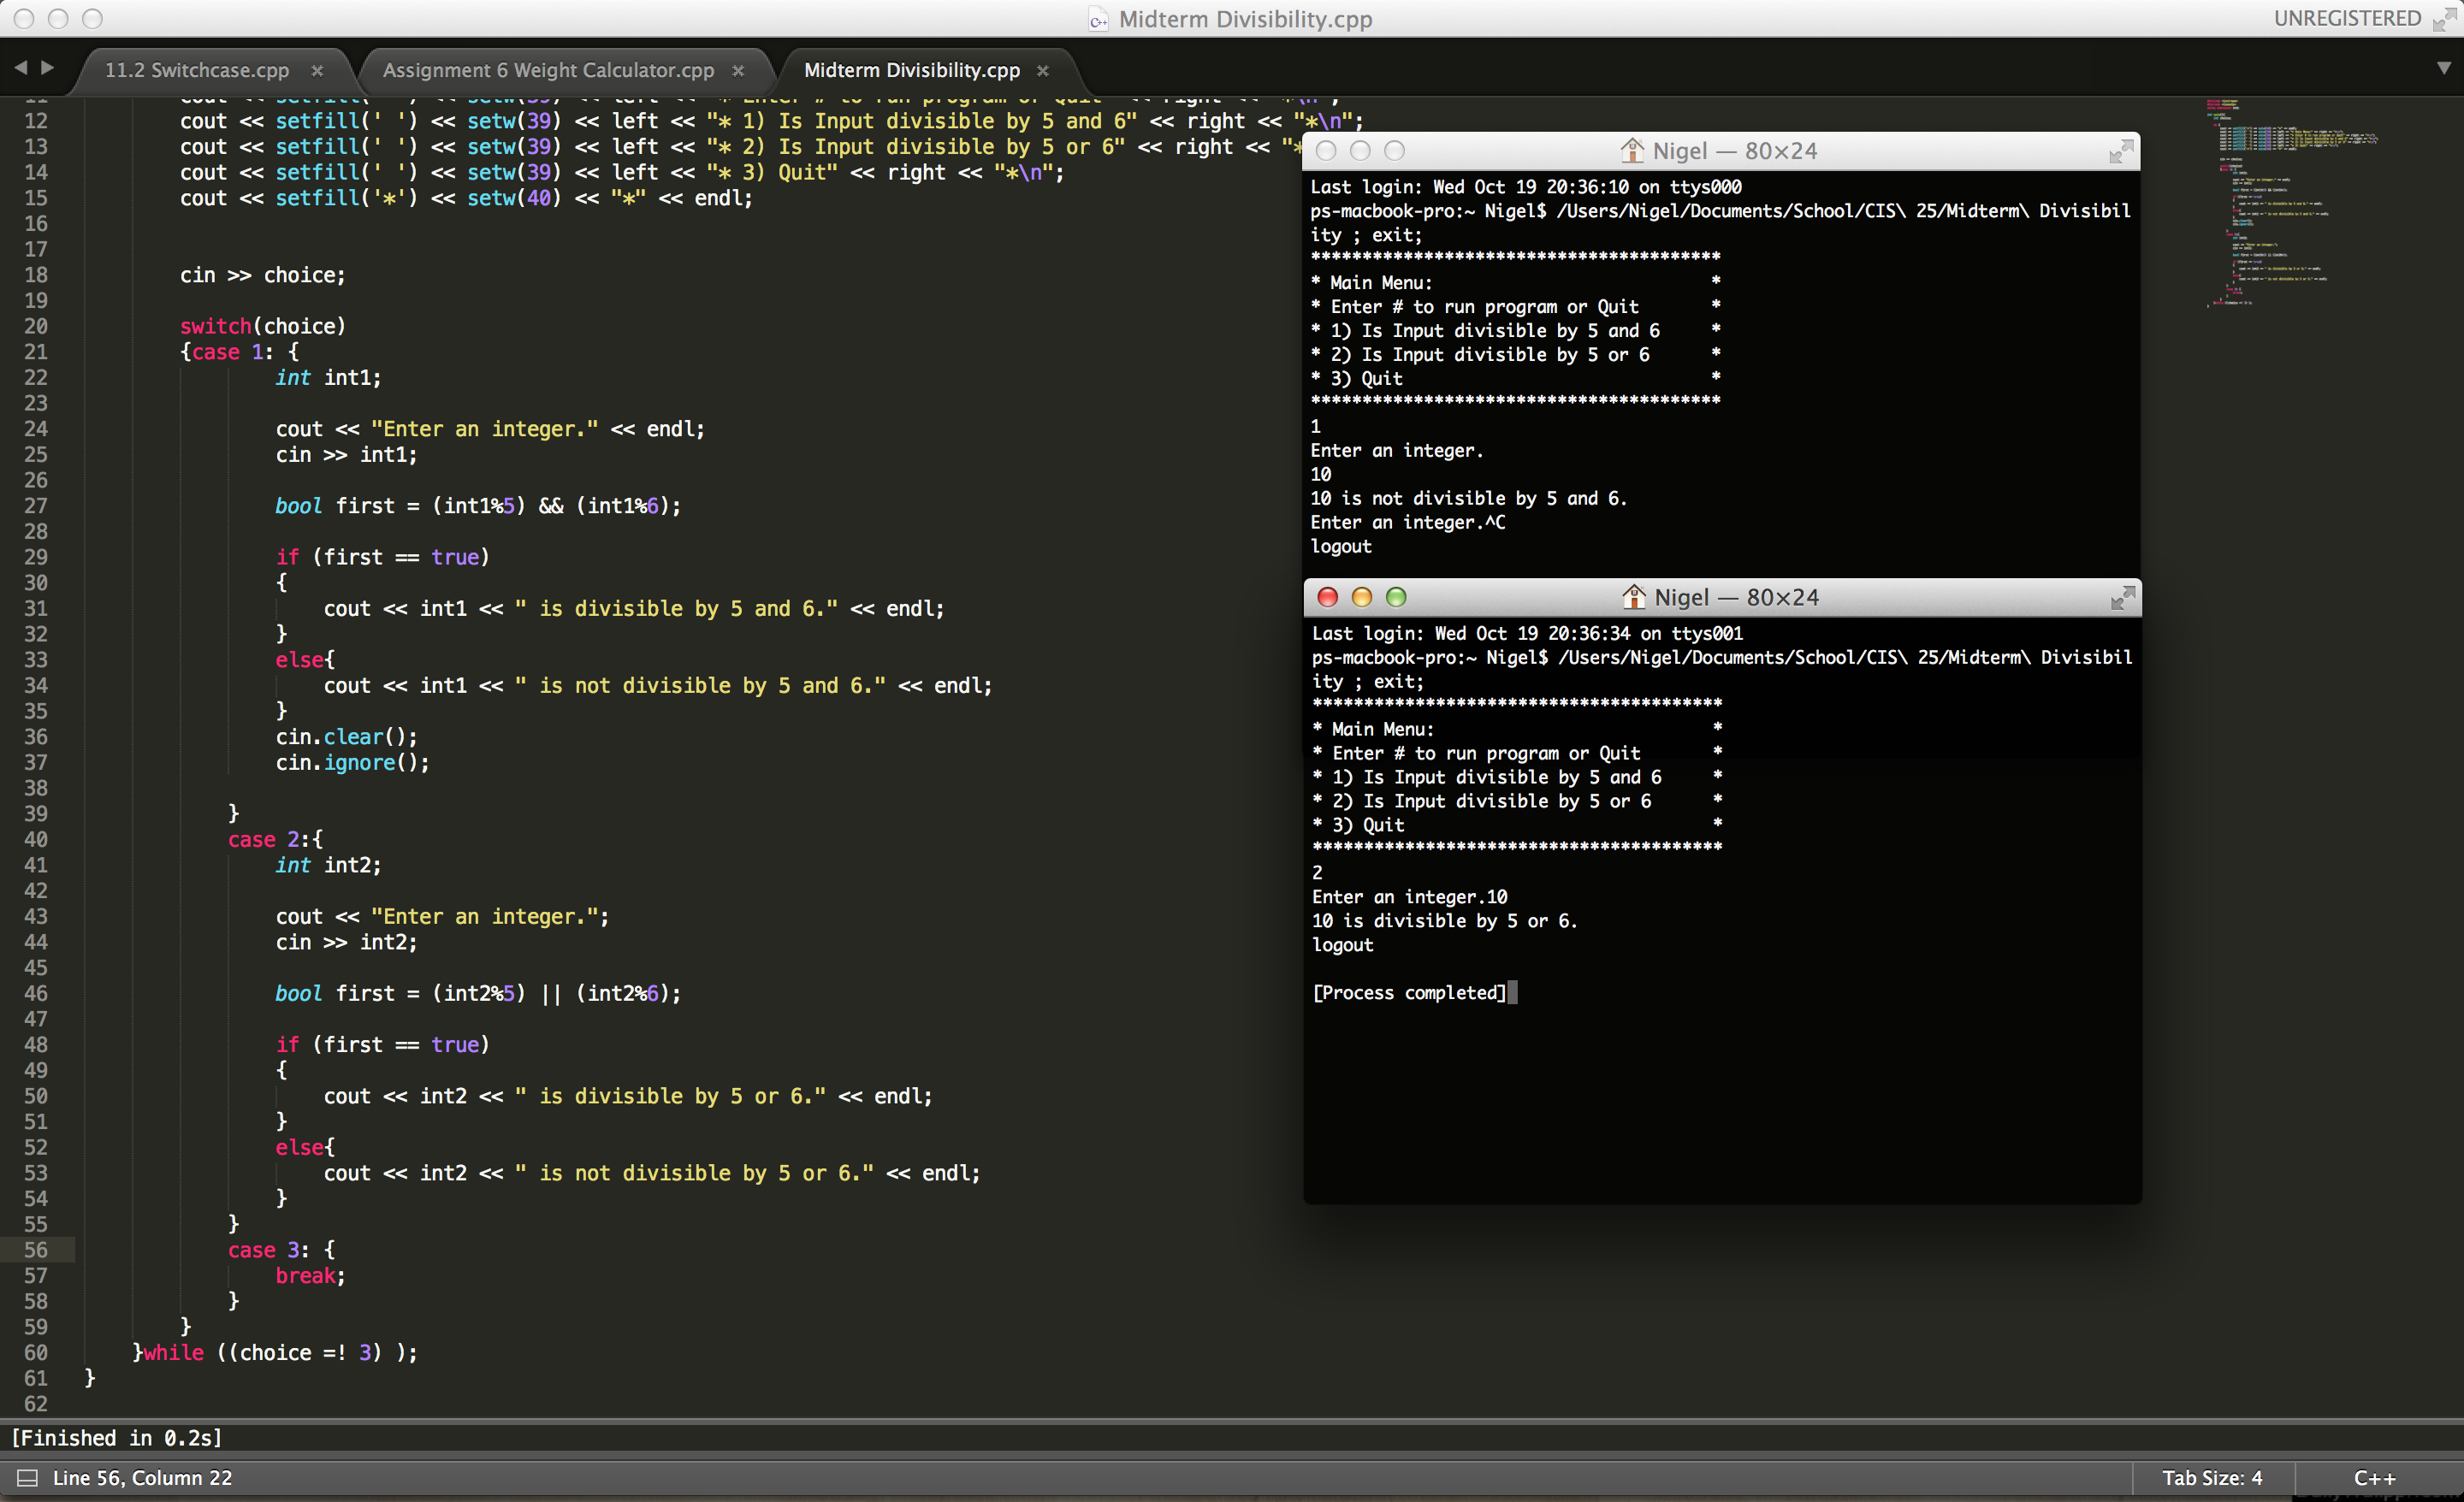 Midterm Divisibility.cpp
UNREGISTERED
11.2 Switchcase.cpp
Assignment 6 Weight Calculator.cpp
Midterm Divisibility.cpp
11 cout << setfill(' ') << setw(39) << left << "* Enter # to run program or Quit" << right << "*\n";
12 cout << setfill(' ') << setw(39) << left << "* 1) Is Input divisible by 5 and 6" << right << "*\n";
13 cout << setfill(' ') << setw(39) << left << "* 2) Is Input divisible by 5 or 6" << right << "*
14 cout << setfill(' ') << setw(39) << left << "* 3) Quit" << right << "*\n";
15 cout << setfill('*') << setw(40) << "*" << endl;
16
17
18 cin >> choice;
19
20 switch(choice)
21 {case 1: {
22 int int1;
23
24 cout << "Enter an integer." << endl;
25 cin >> int1;
26
27 bool first = (int1%5) && (int1%6);
28
29 if (first == true)
30 {
31 cout << int1 << " is divisible by 5 and 6." << endl;
32 }
33 else{
34 cout << int1 << " is not divisible by 5 and 6." << endl;
35 }
36 cin.clear();
37 cin.ignore();
38
39 }
40 case 2:{
41 int int2;
42
43 cout << "Enter an integer.";
44 cin >> int2;
45
46 bool first = (int2%5) || (int2%6);
47
48 if (first == true)
49 {
50 cout << int2 << " is divisible by 5 or 6." << endl;
51 }
52 else{
53 cout << int2 << " is not divisible by 5 or 6." << endl;
54 }
55 }
56 case 3: {
57 break;
58 }
59 }
60 }while ((choice =! 3) );
61 }
62
[Finished in 0.2s]
Line 56, Column 22
Tab Size: 4
C++
Nigel — 80×24
Last login: Wed Oct 19 20:36:10 on ttys000
ps-macbook-pro:~ Nigel$ /Users/Nigel/Documents/School/CIS\ 25/Midterm\ Divisibil
ity ; exit;
****************************************
* Main Menu: *
* Enter # to run program or Quit *
* 1) Is Input divisible by 5 and 6 *
* 2) Is Input divisible by 5 or 6 *
* 3) Quit *
****************************************
1
Enter an integer.
10
10 is not divisible by 5 and 6.
Enter an integer.^C
logout
Nigel — 80×24
Last login: Wed Oct 19 20:36:34 on ttys001
ps-macbook-pro:~ Nigel$ /Users/Nigel/Documents/School/CIS\ 25/Midterm\ Divisibil
ity ; exit;
****************************************
* Main Menu: *
* Enter # to run program or Quit *
* 1) Is Input divisible by 5 and 6 *
* 2) Is Input divisible by 5 or 6 *
* 3) Quit *
****************************************
2
Enter an integer.10
10 is divisible by 5 or 6.
logout
[Process completed]